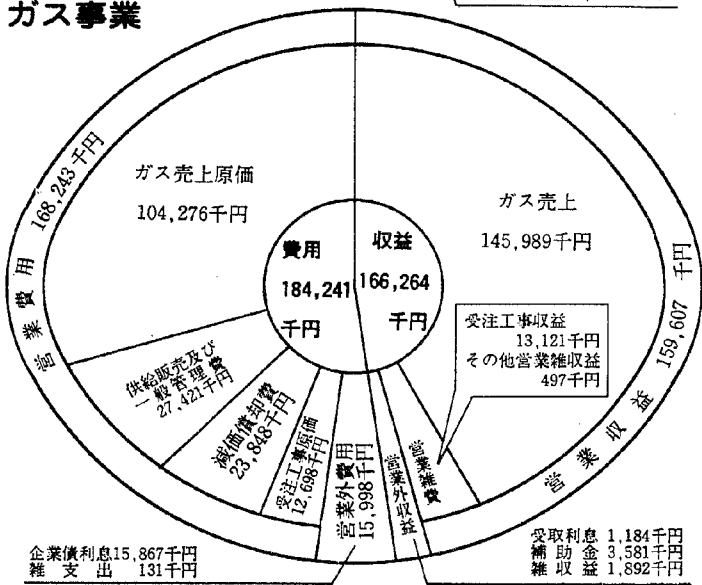 ガス事業
営業費用 168,243千円
ガス売上原価
104,276千円
供給販売及び
一般管理費
27,421千円
減価償却費
23,848千円
受注工事原価
12,698千円
営業外費用
15,998千円
費用
184,241
千円
収益
166,264
千円
ガス売上
145,989千円
受注工事収益
13,121千円
その他営業雑収益
497千円
営業雑費
営業外収益
営業収益 159,607千円
企業債利息15,867千円
雑支出 131千円
受取利息 1,184千円
補助金 3,581千円
雑収益 1,892千円